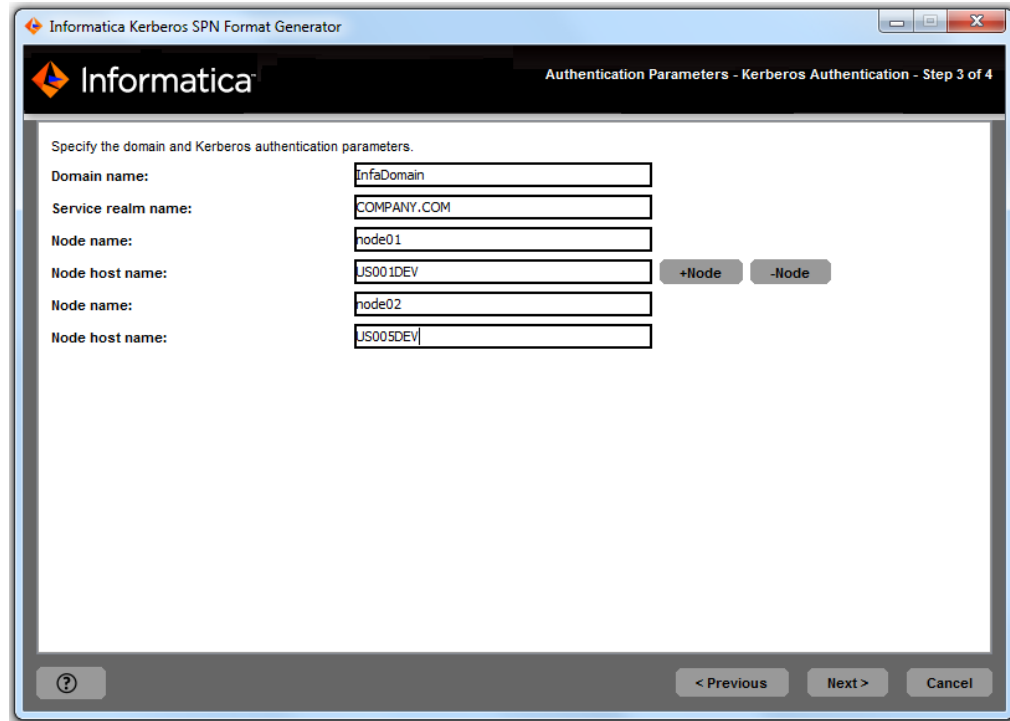 Informatica Kerberos SPN Format Generator
Informatica
Authentication Parameters - Kerberos Authentication - Step 3 of 4
Specify the domain and Kerberos authentication parameters.
Domain name: InfaDomain
Service realm name: COMPANY.COM
Node name: node01
Node host name: US001DEV +Node -Node
Node name: node02
Node host name: US005DEV
? < Previous Next > Cancel